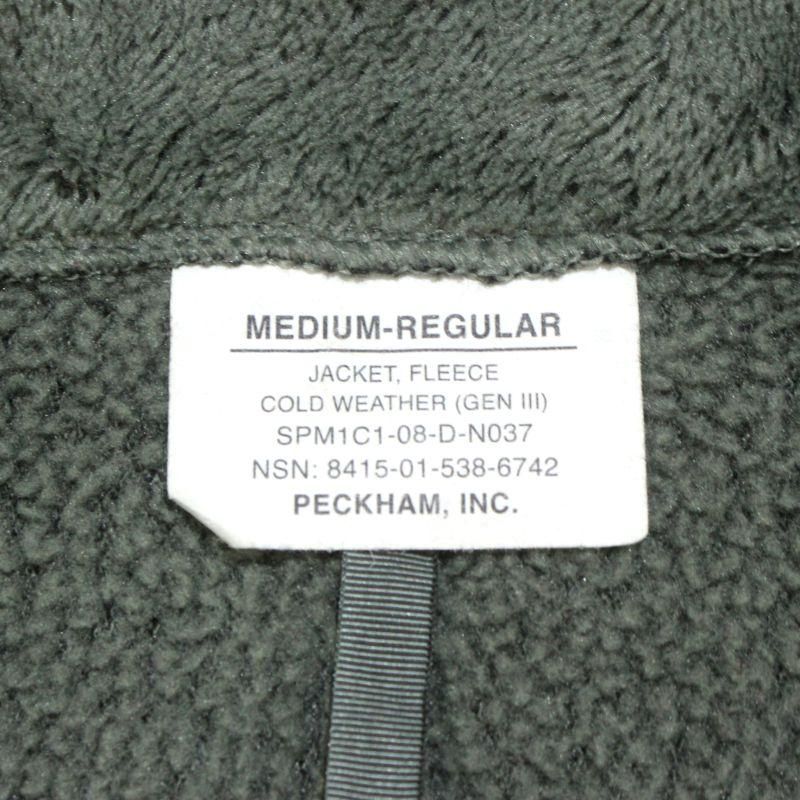 MEDIUM-REGULAR
JACKET, FLEECE
COLD WEATHER (GEN III)
SPM1C1-08-D-N037
NSN: 8415-01-538-6742
PECKHAM, INC.